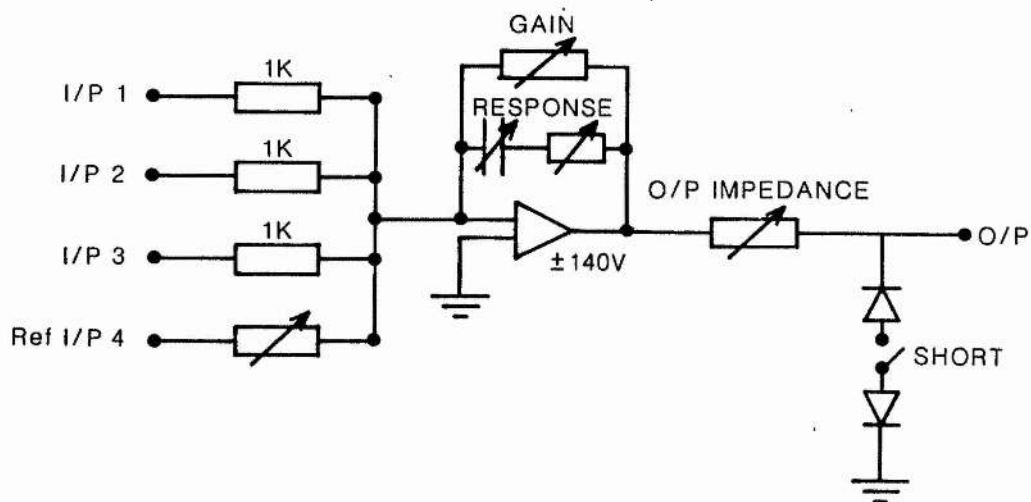 GAIN
1K
I/P 1
RESPONSE
1K
I/P 2
O/P IMPEDANCE
1K
I/P 3
±140V
O/P
Ref I/P 4
SHORT